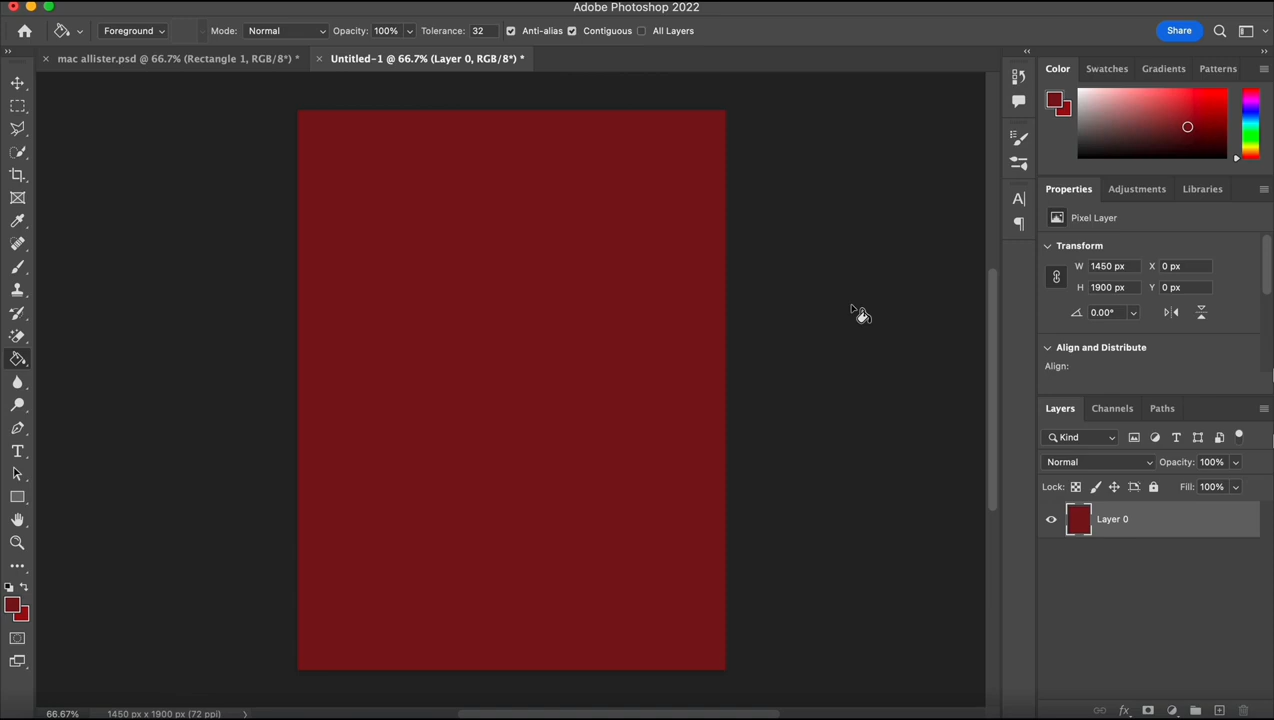 Adobe Photoshop 2022
Foreground Mode: Normal Opacity: 100% Tolerance: 32 Anti-alias Contiguous All Layers Share
mac allister.psd @ 66.7% (Rectangle 1, RGB/8*) * Untitled-1 @ 66.7% (Layer 0, RGB/8*) *
Color Swatches Gradients Patterns
Properties Adjustments Libraries
Pixel Layer
Transform
W 1450 px X 0 px
H 1900 px Y 0 px
0.00°
Align and Distribute
Align:
Layers Channels Paths
Kind
Normal Opacity: 100%
Lock: Fill: 100%
Layer 0
66.67% 1450 px x 1900 px (72 ppi)